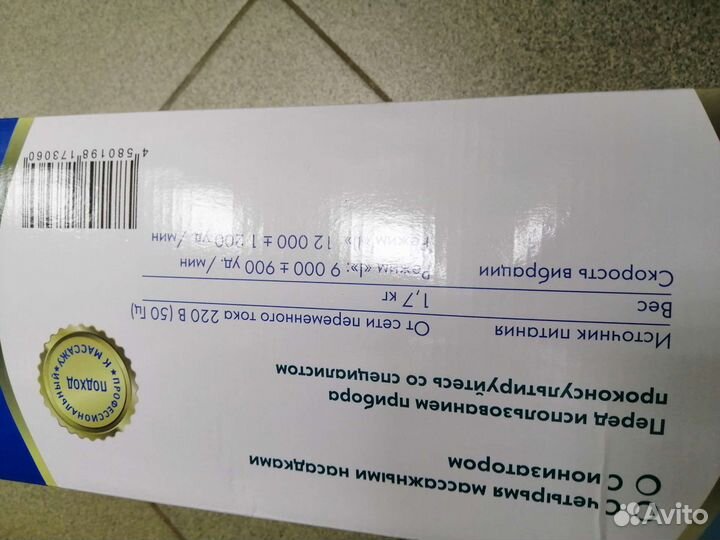 С четырьмя массажными насадками
С ионизатором
Перед использованием прибора
проконсультируйтесь со специалистом
Источник питания От сети переменного тока 220 В (50 Гц)
Вес 1,7 кг
Скорость вибрации Режим «I»: 9 000 ± 900 уд. /мин
12 000 ± 1 200 уд. /мин
ПРОФЕССИОНАЛЬНЫЙ
ПОДХОД
К МАССАЖУ
4 580198 173060
Avito